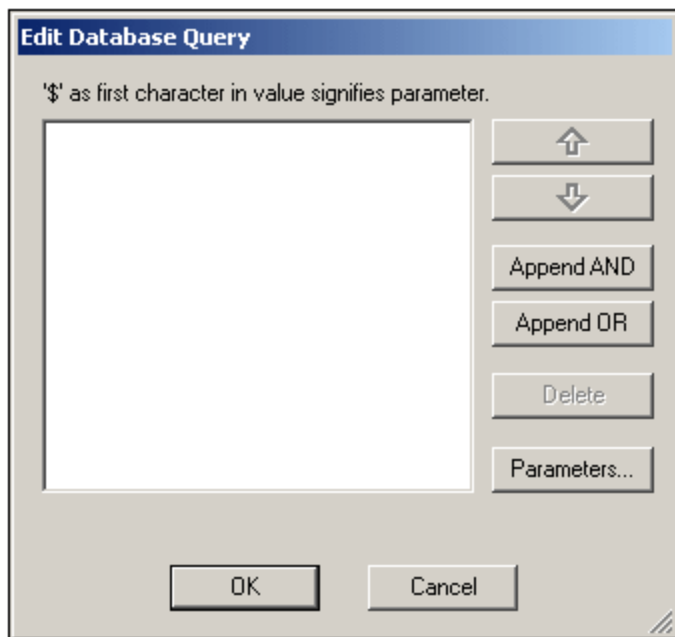 Edit Database Query
'$' as first character in value signifies parameter.
Append AND
Append OR
Delete
Parameters...
OK
Cancel